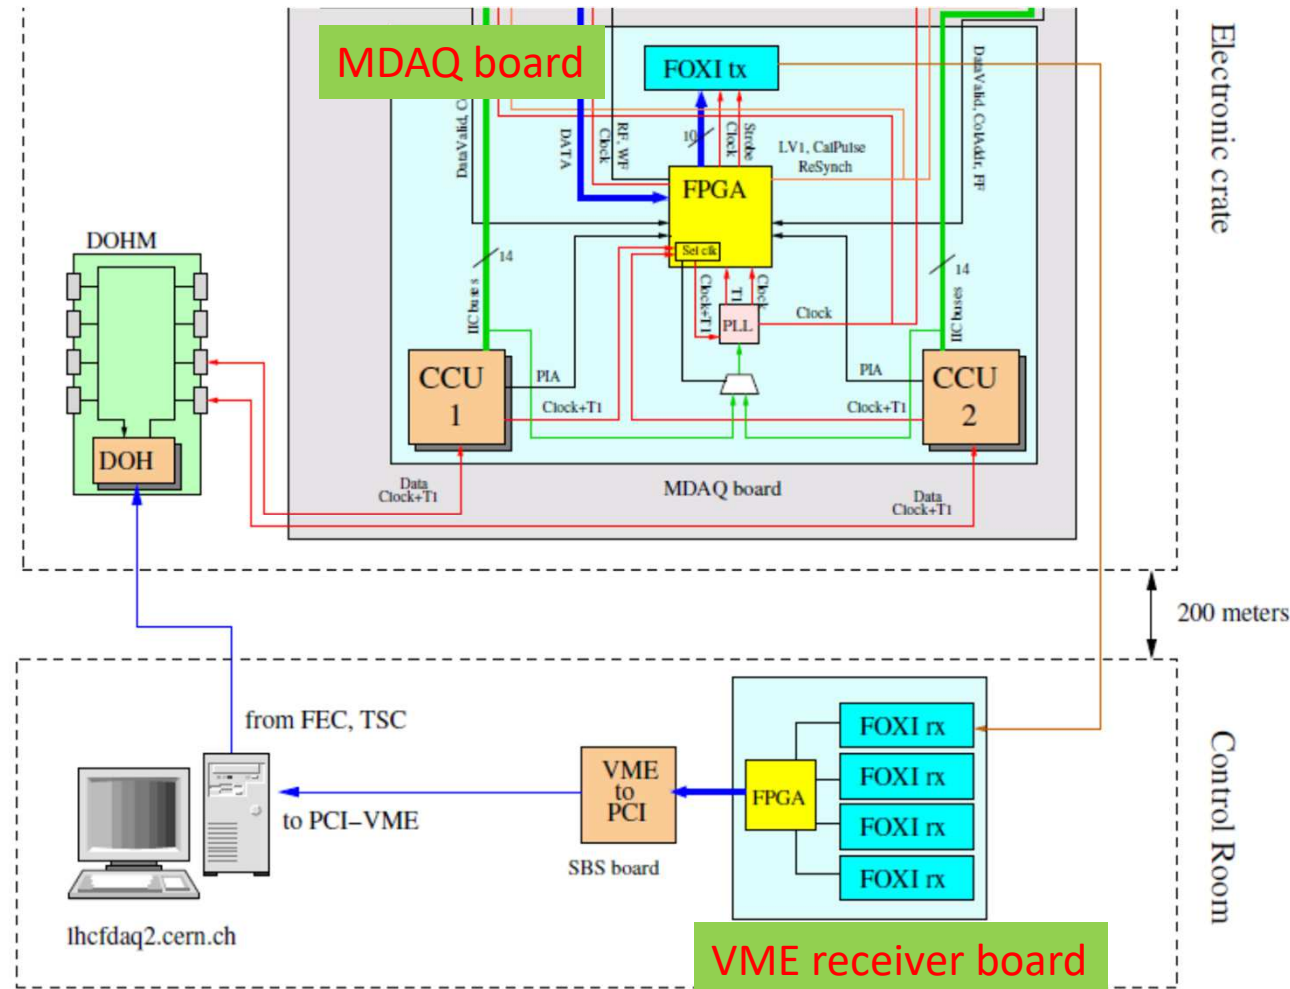 MDAQ board
FOXI tx
DataValid, C
DATA
RF, WF
Clock
10
Clock
Strobe
LV1, CalPulse
ReSynch
DataValid, ColAddr, FF
Electronic crate
FPGA
Sel clk
DOHM
14
14
IIC buses
IIC buses
Clock+T1
T1
Clock
PLL
Clock
CCU
1
PIA
Clock+T1
PIA
Clock+T1
CCU
2
DOH
Data
Clock+T1
MDAQ board
Data
Clock+T1
200 meters
from FEC, TSC
to PCI–VME
lhcfdaq2.cern.ch
VME
to
PCI
SBS board
FPGA
FOXI rx
FOXI rx
FOXI rx
FOXI rx
Control Room
VME receiver board